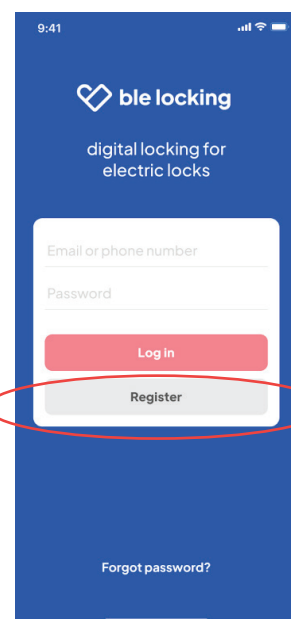 9:41
ble locking
digital locking for
electric locks
Email or phone number
Password
Log in
Register
Forgot password?